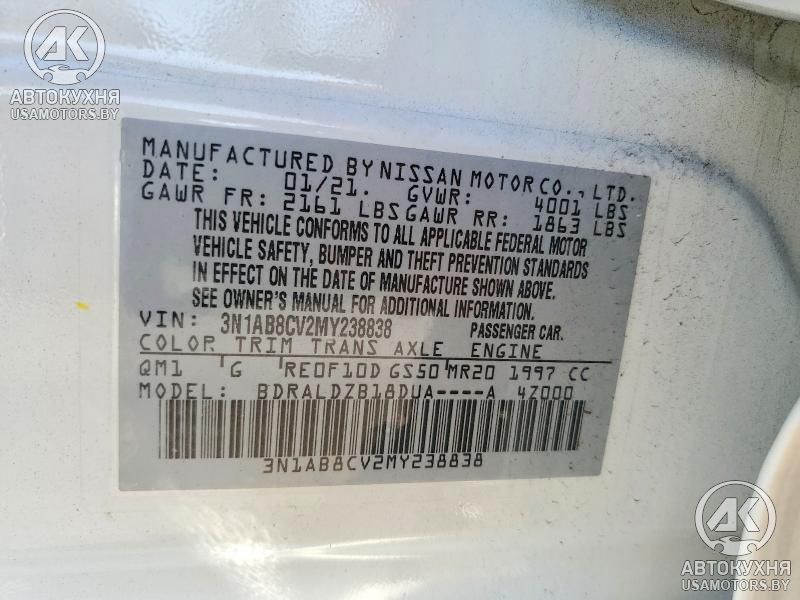 AK
АВТОКУХНЯ
USAMOTORS.BY
MANUFACTURED BY NISSAN MOTOR CO., LTD.
DATE: 01/21. GVWR: 4001 LBS
GAWR FR: 2161 LBS GAWR RR: 1863 LBS
THIS VEHICLE CONFORMS TO ALL APPLICABLE FEDERAL MOTOR
VEHICLE SAFETY, BUMPER AND THEFT PREVENTION STANDARDS
IN EFFECT ON THE DATE OF MANUFACTURE SHOWN ABOVE.
SEE OWNER'S MANUAL FOR ADDITIONAL INFORMATION.
VIN: 3N1AB8CV2MY238838 PASSENGER CAR.
COLOR TRIM TRANS AXLE ENGINE
QM1 G RE0F10D GS50 MR20 1997 CC
MODEL: BDRALDZB18DUA----A 4Z000
3N1AB8CV2MY238838
AK
АВТОКУХНЯ
USAMOTORS.BY